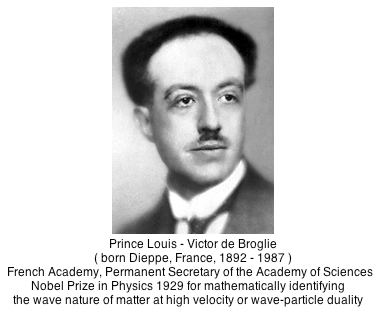 Prince Louis - Victor de Broglie
( born Dieppe, France, 1892 - 1987 )
French Academy, Permanent Secretary of the Academy of Sciences
Nobel Prize in Physics 1929 for mathematically identifying
the wave nature of matter at high velocity or wave-particle duality